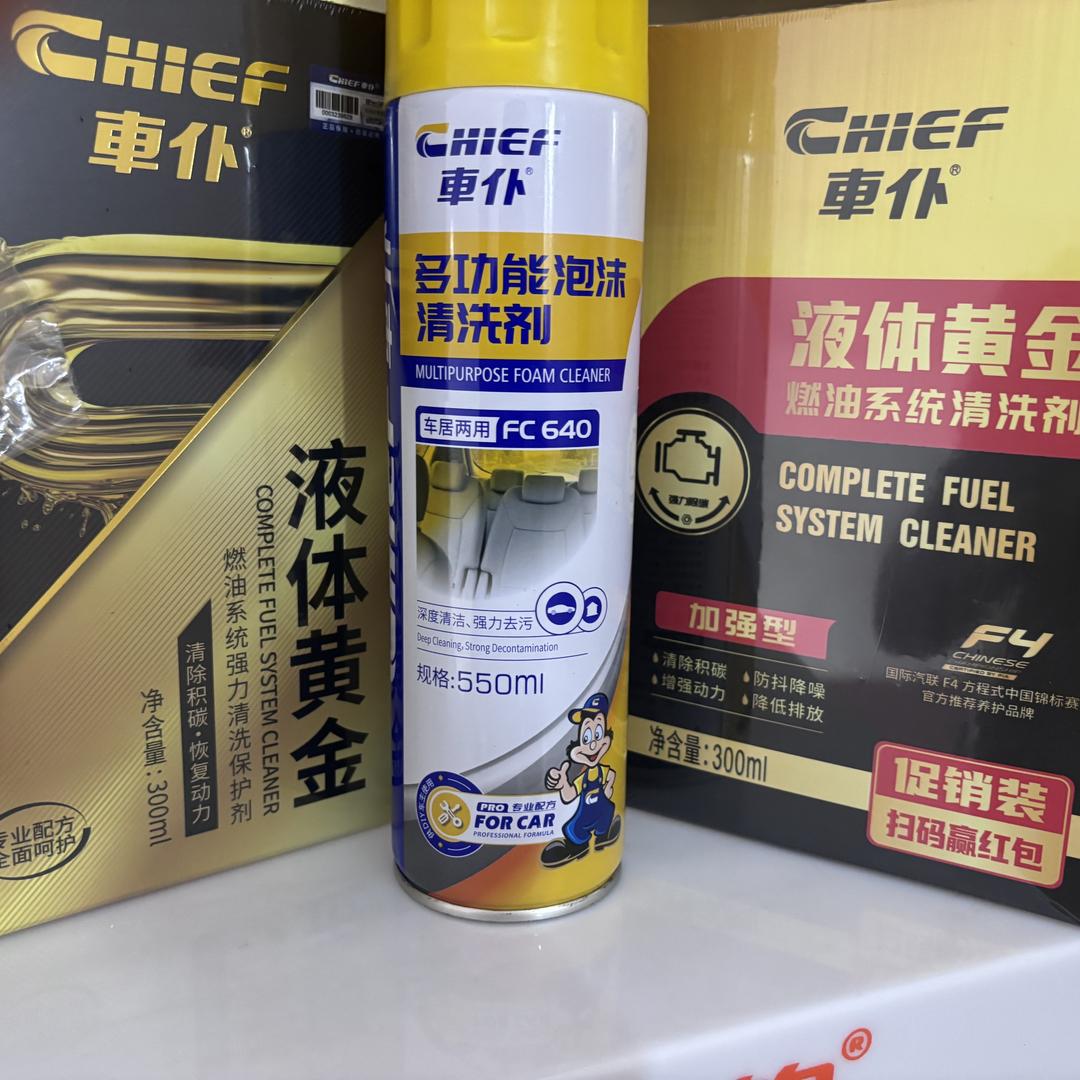 CHIEF
車仆®
CHIEF 車仆
液体黄金
COMPLETE FUEL SYSTEM CLEANER
燃油系统强力清洗保护剂
清除积碳·恢复动力
净含量:300ml
专业配方
全面呵护
CHIEF
車仆®
多功能泡沫
清洗剂
MULTIPURPOSE FOAM CLEANER
车居两用 FC 640
深度清洁、强力去污
Deep Cleaning, Strong Decontamination
规格:550ml
PRO 专业配方
FOR CAR
PROFESSIONAL FORMULA
CHIEF
車仆®
液体黄金
燃油系统清洗剂
强力除碳
COMPLETE FUEL
SYSTEM CLEANER
加强型
清除积碳
增强动力
防抖降噪
降低排放
F4
CHINESE
CHAMPIONSHIP
国际汽联 F4 方程式中国锦标赛
官方推荐养护品牌
净含量:300ml
促销装
扫码赢红包
®